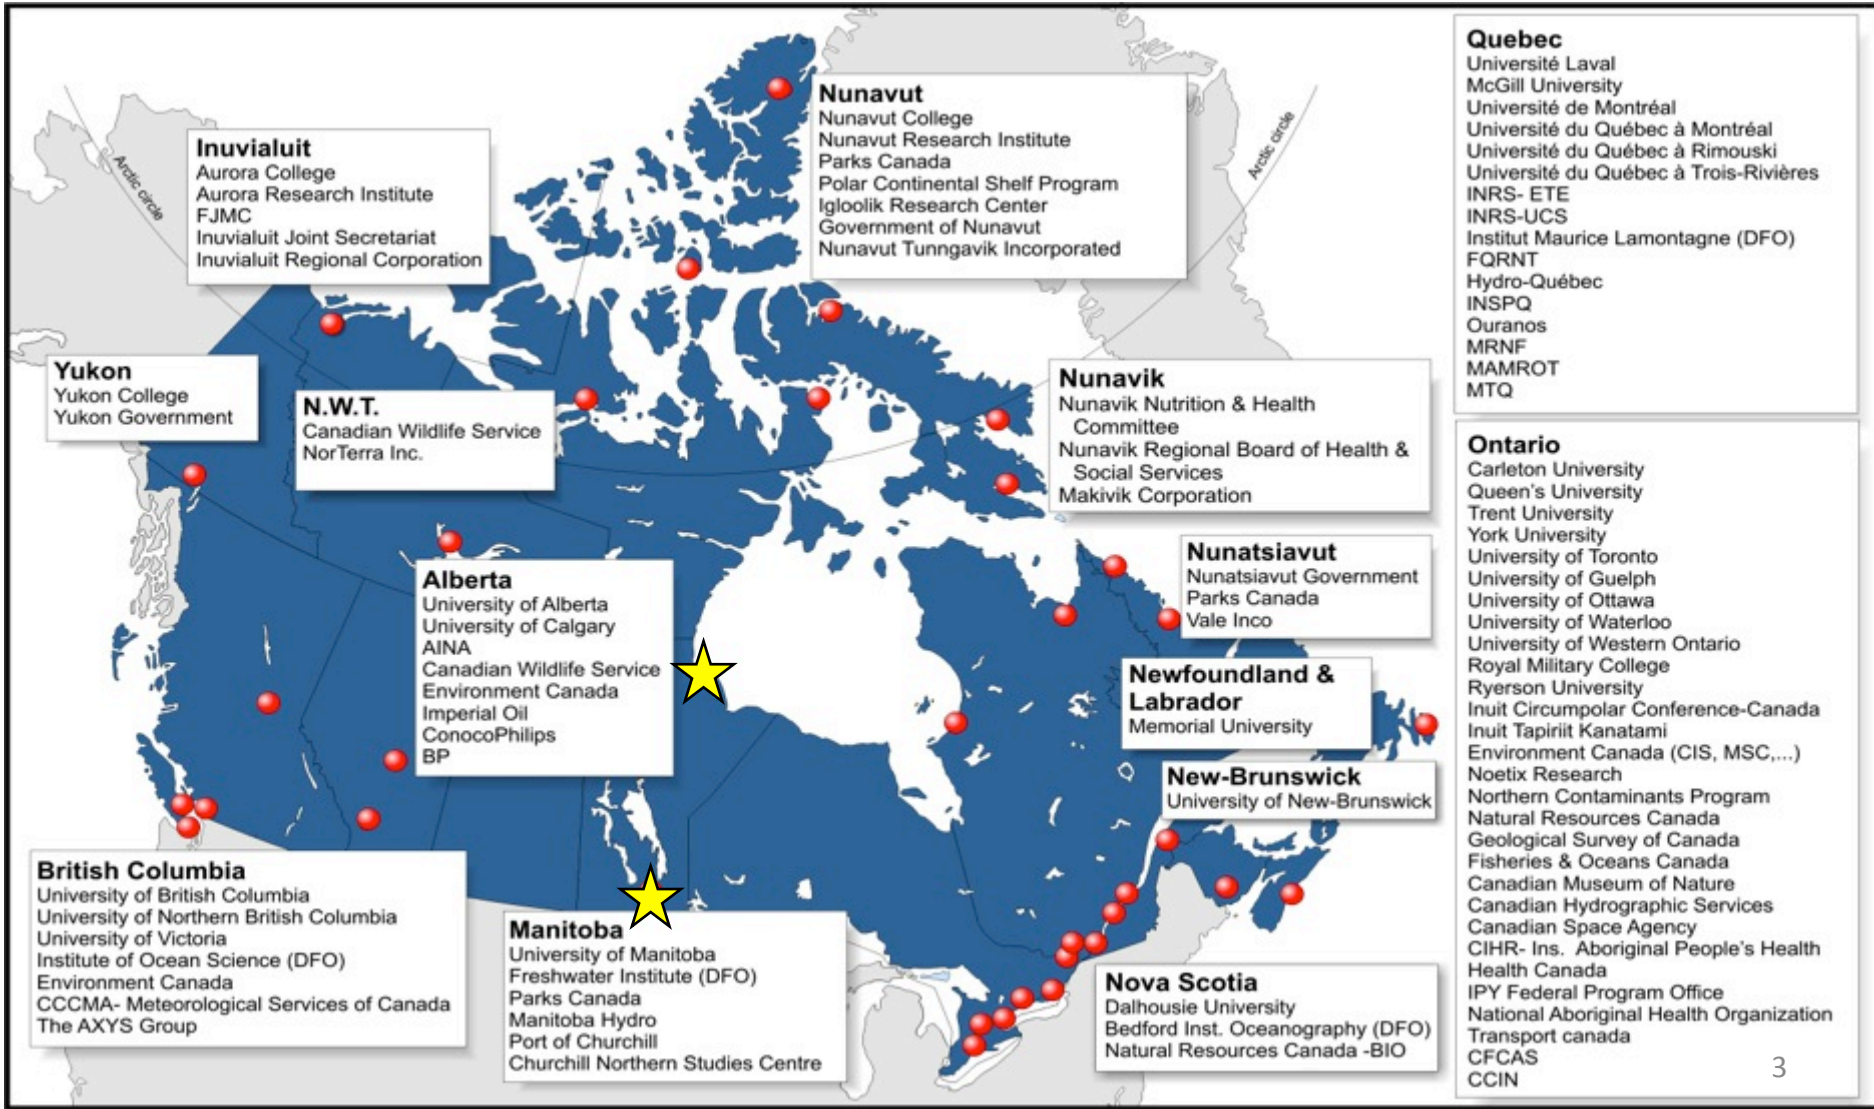 Arctic circle
Arctic circle
Inuvialuit
Aurora College
Aurora Research Institute
FJMC
Inuvialuit Joint Secretariat
Inuvialuit Regional Corporation
Nunavut
Nunavut College
Nunavut Research Institute
Parks Canada
Polar Continental Shelf Program
Igloolik Research Center
Government of Nunavut
Nunavut Tunngavik Incorporated
Yukon
Yukon College
Yukon Government
N.W.T.
Canadian Wildlife Service
NorTerra Inc.
Nunavik
Nunavik Nutrition & Health
Committee
Nunavik Regional Board of Health &
Social Services
Makivik Corporation
Alberta
University of Alberta
University of Calgary
AINA
Canadian Wildlife Service
Environment Canada
Imperial Oil
ConocoPhilips
BP
Nunatsiavut
Nunatsiavut Government
Parks Canada
Vale Inco
Newfoundland &
Labrador
Memorial University
New-Brunswick
University of New-Brunswick
British Columbia
University of British Columbia
University of Northern British Columbia
University of Victoria
Institute of Ocean Science (DFO)
Environment Canada
CCCMA- Meteorological Services of Canada
The AXYS Group
Manitoba
University of Manitoba
Freshwater Institute (DFO)
Parks Canada
Manitoba Hydro
Port of Churchill
Churchill Northern Studies Centre
Nova Scotia
Dalhousie University
Bedford Inst. Oceanography (DFO)
Natural Resources Canada -BIO
Quebec
Université Laval
McGill University
Université de Montréal
Université du Québec à Montréal
Université du Québec à Rimouski
Université du Québec à Trois-Rivières
INRS- ETE
INRS-UCS
Institut Maurice Lamontagne (DFO)
FQRNT
Hydro-Québec
INSPQ
Ouranos
MRNF
MAMROT
MTQ
Ontario
Carleton University
Queen's University
Trent University
York University
University of Toronto
University of Guelph
University of Ottawa
University of Waterloo
University of Western Ontario
Royal Military College
Ryerson University
Inuit Circumpolar Conference-Canada
Inuit Tapiriit Kanatami
Environment Canada (CIS, MSC,...)
Noetix Research
Northern Contaminants Program
Natural Resources Canada
Geological Survey of Canada
Fisheries & Oceans Canada
Canadian Museum of Nature
Canadian Hydrographic Services
Canadian Space Agency
CIHR- Ins. Aboriginal People's Health
Health Canada
IPY Federal Program Office
National Aboriginal Health Organization
Transport canada
CFCAS
CCIN
3